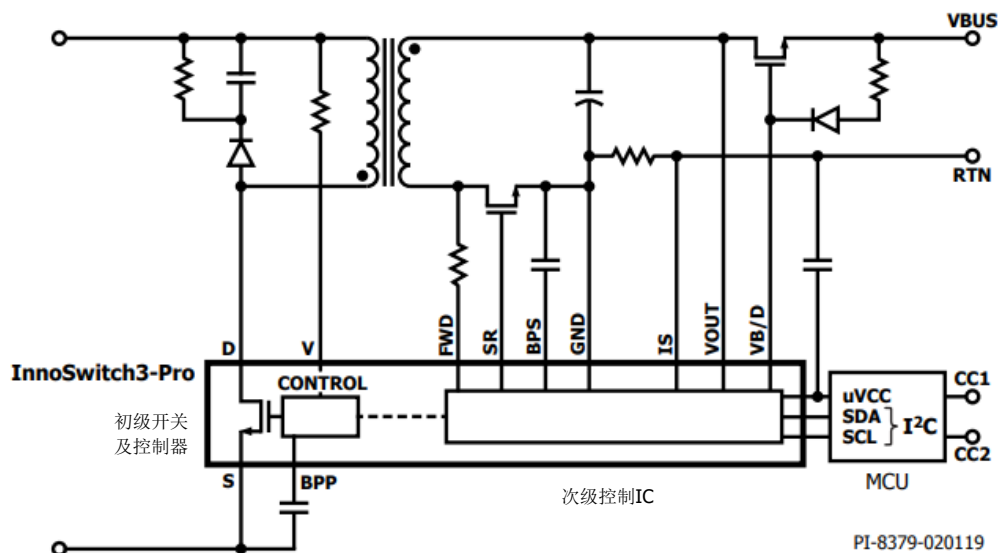 VBUS
RTN
FWD
SR
BPS
GND
IS
VOUT
VB/D
D
V
InnoSwitch3-Pro
CONTROL
初级开关
及控制器
uVCC
SDA
SCL
I²C
CC1
CC2
MCU
S
BPP
次级控制IC
PI-8379-020119